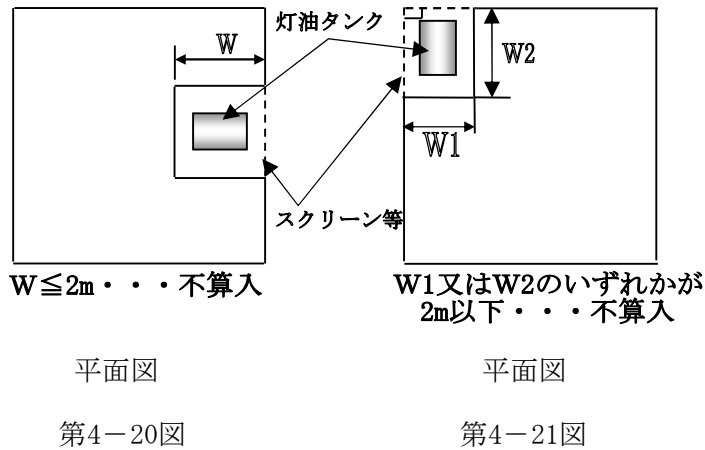 灯油タンク
W
W2
W1
スクリーン等
W≦2m・・・不算入
W1又はW2のいずれかが
2m以下・・・不算入
平面図
平面図
第4－20図
第4－21図